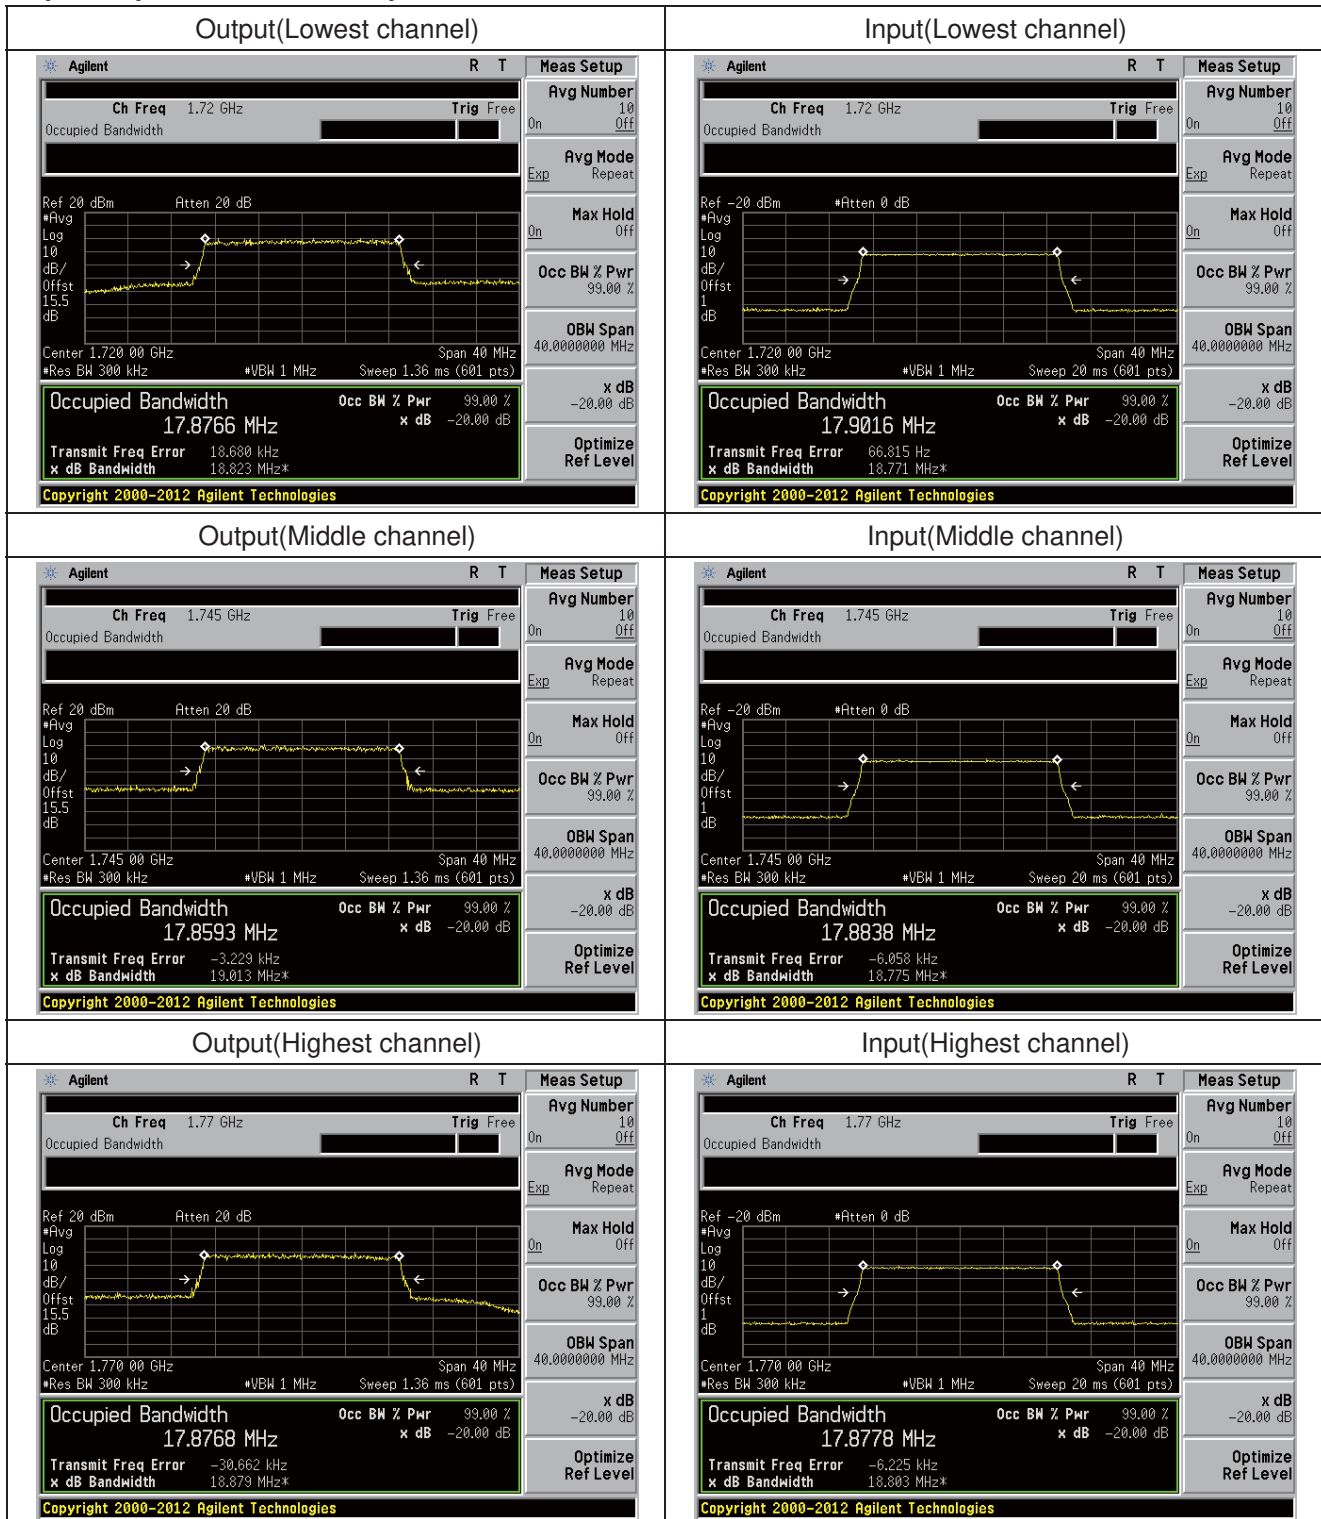 Output(Lowest channel)
Input(Lowest channel)
Agilent R T Meas Setup
Ch Freq 1.72 GHz Trig Free
Occupied Bandwidth
Ref 20 dBm Atten 20 dB
#Avg
Log
10
dB/
Offst
15.5
dB
Center 1.720 00 GHz Span 40 MHz
#Res BW 300 kHz #VBW 1 MHz Sweep 1.36 ms (601 pts)
Occupied Bandwidth Occ BW % Pwr 99.00 %
17.8766 MHz x dB -20.00 dB
Transmit Freq Error 18.680 kHz
x dB Bandwidth 18.823 MHz*
Copyright 2000-2012 Agilent Technologies
Avg Number
10
On Off
Avg Mode
Exp Repeat
Max Hold
On Off
Occ BW % Pwr
99.00 %
OBW Span
40.0000000 MHz
x dB
-20.00 dB
Optimize
Ref Level
Agilent R T Meas Setup
Ch Freq 1.72 GHz Trig Free
Occupied Bandwidth
Ref -20 dBm #Atten 0 dB
#Avg
Log
10
dB/
Offst
1
dB
Center 1.720 00 GHz Span 40 MHz
#Res BW 300 kHz #VBW 1 MHz Sweep 20 ms (601 pts)
Occupied Bandwidth Occ BW % Pwr 99.00 %
17.9016 MHz x dB -20.00 dB
Transmit Freq Error 66.815 Hz
x dB Bandwidth 18.771 MHz*
Copyright 2000-2012 Agilent Technologies
Avg Number
10
On Off
Avg Mode
Exp Repeat
Max Hold
On Off
Occ BW % Pwr
99.00 %
OBW Span
40.0000000 MHz
x dB
-20.00 dB
Optimize
Ref Level
Output(Middle channel)
Input(Middle channel)
Agilent R T Meas Setup
Ch Freq 1.745 GHz Trig Free
Occupied Bandwidth
Ref 20 dBm Atten 20 dB
#Avg
Log
10
dB/
Offst
15.5
dB
Center 1.745 00 GHz Span 40 MHz
#Res BW 300 kHz #VBW 1 MHz Sweep 1.36 ms (601 pts)
Occupied Bandwidth Occ BW % Pwr 99.00 %
17.8593 MHz x dB -20.00 dB
Transmit Freq Error -3.229 kHz
x dB Bandwidth 19.013 MHz*
Copyright 2000-2012 Agilent Technologies
Avg Number
10
On Off
Avg Mode
Exp Repeat
Max Hold
On Off
Occ BW % Pwr
99.00 %
OBW Span
40.0000000 MHz
x dB
-20.00 dB
Optimize
Ref Level
Agilent R T Meas Setup
Ch Freq 1.745 GHz Trig Free
Occupied Bandwidth
Ref -20 dBm #Atten 0 dB
#Avg
Log
10
dB/
Offst
1
dB
Center 1.745 00 GHz Span 40 MHz
#Res BW 300 kHz #VBW 1 MHz Sweep 20 ms (601 pts)
Occupied Bandwidth Occ BW % Pwr 99.00 %
17.8838 MHz x dB -20.00 dB
Transmit Freq Error -6.058 kHz
x dB Bandwidth 18.775 MHz*
Copyright 2000-2012 Agilent Technologies
Avg Number
10
On Off
Avg Mode
Exp Repeat
Max Hold
On Off
Occ BW % Pwr
99.00 %
OBW Span
40.0000000 MHz
x dB
-20.00 dB
Optimize
Ref Level
Output(Highest channel)
Input(Highest channel)
Agilent R T Meas Setup
Ch Freq 1.77 GHz Trig Free
Occupied Bandwidth
Ref 20 dBm Atten 20 dB
#Avg
Log
10
dB/
Offst
15.5
dB
Center 1.770 00 GHz Span 40 MHz
#Res BW 300 kHz #VBW 1 MHz Sweep 1.36 ms (601 pts)
Occupied Bandwidth Occ BW % Pwr 99.00 %
17.8768 MHz x dB -20.00 dB
Transmit Freq Error -30.662 kHz
x dB Bandwidth 18.879 MHz*
Copyright 2000-2012 Agilent Technologies
Avg Number
10
On Off
Avg Mode
Exp Repeat
Max Hold
On Off
Occ BW % Pwr
99.00 %
OBW Span
40.0000000 MHz
x dB
-20.00 dB
Optimize
Ref Level
Agilent R T Meas Setup
Ch Freq 1.77 GHz Trig Free
Occupied Bandwidth
Ref -20 dBm #Atten 0 dB
#Avg
Log
10
dB/
Offst
1
dB
Center 1.770 00 GHz Span 40 MHz
#Res BW 300 kHz #VBW 1 MHz Sweep 20 ms (601 pts)
Occupied Bandwidth Occ BW % Pwr 99.00 %
17.8778 MHz x dB -20.00 dB
Transmit Freq Error -6.225 kHz
x dB Bandwidth 18.803 MHz*
Copyright 2000-2012 Agilent Technologies
Avg Number
10
On Off
Avg Mode
Exp Repeat
Max Hold
On Off
Occ BW % Pwr
99.00 %
OBW Span
40.0000000 MHz
x dB
-20.00 dB
Optimize
Ref Level